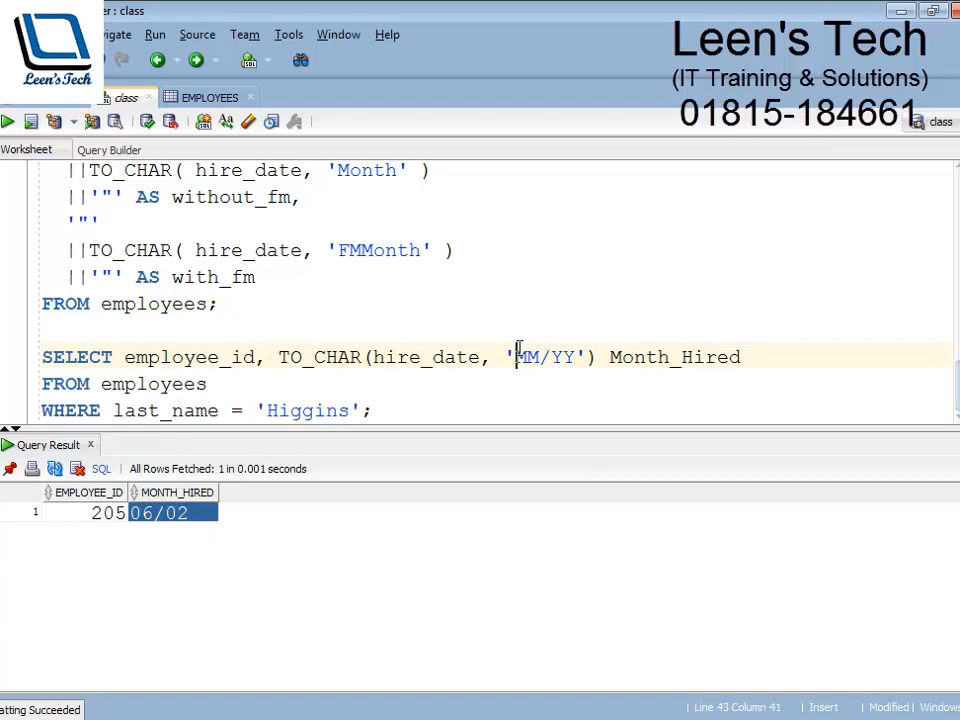 : class
Leen's Tech
(IT Training & Solutions)
01815-184661
Leen'sTech
igate Run Source Team Tools Window Help
class EMPLOYEES
class
Worksheet Query Builder
||TO_CHAR( hire_date, 'Month' )
||'"' AS without_fm,
'"'
||TO_CHAR( hire_date, 'FMMonth' )
||'"' AS with_fm
FROM employees;
SELECT employee_id, TO_CHAR(hire_date, 'MM/YY') Month_Hired
FROM employees
WHERE last_name = 'Higgins';
Query Result
SQL | All Rows Fetched: 1 in 0.001 seconds
EMPLOYEE_ID MONTH_HIRED
1 205 06/02
atting Succeeded
Line 43 Column 41 | Insert | Modified | Windows